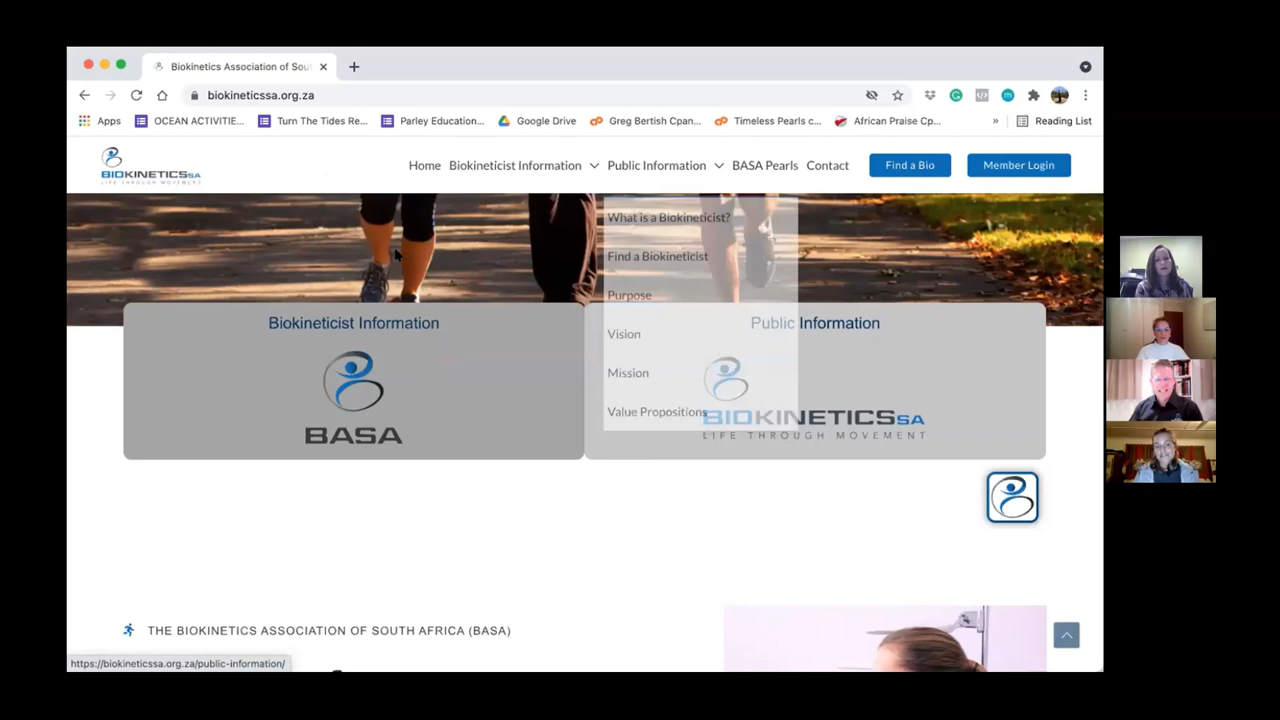 Biokinetics Association of Sou
biokineticssa.org.za
Apps OCEAN ACTIVITIE... Turn The Tides Re... Parley Education... Google Drive Greg Bertish Cpan... Timeless Pearls c... African Praise Cp... » Reading List
BIOKINETICSSA
LIFE THROUGH MOVEMENT
Home Biokineticist Information Public Information BASA Pearls Contact Find a Bio Member Login
What is a Biokineticist?
Find a Biokineticist
Purpose
Vision
Mission
Value Propositions
Biokineticist Information
BASA
Public Information
BIOKINETICSSA
LIFE THROUGH MOVEMENT
THE BIOKINETICS ASSOCIATION OF SOUTH AFRICA (BASA)
https://biokineticssa.org.za/public-information/